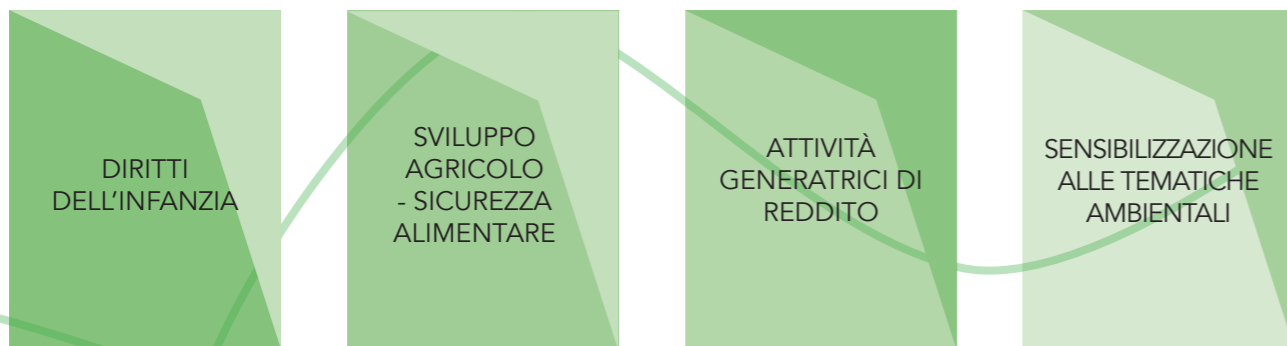 DIRITTI
DELL’INFANZIA
SVILUPPO
AGRICOLO
- SICUREZZA
ALIMENTARE
ATTIVITÀ
GENERATRICI DI
REDDITO
SENSIBILIZZAZIONE
ALLE TEMATICHE
AMBIENTALI